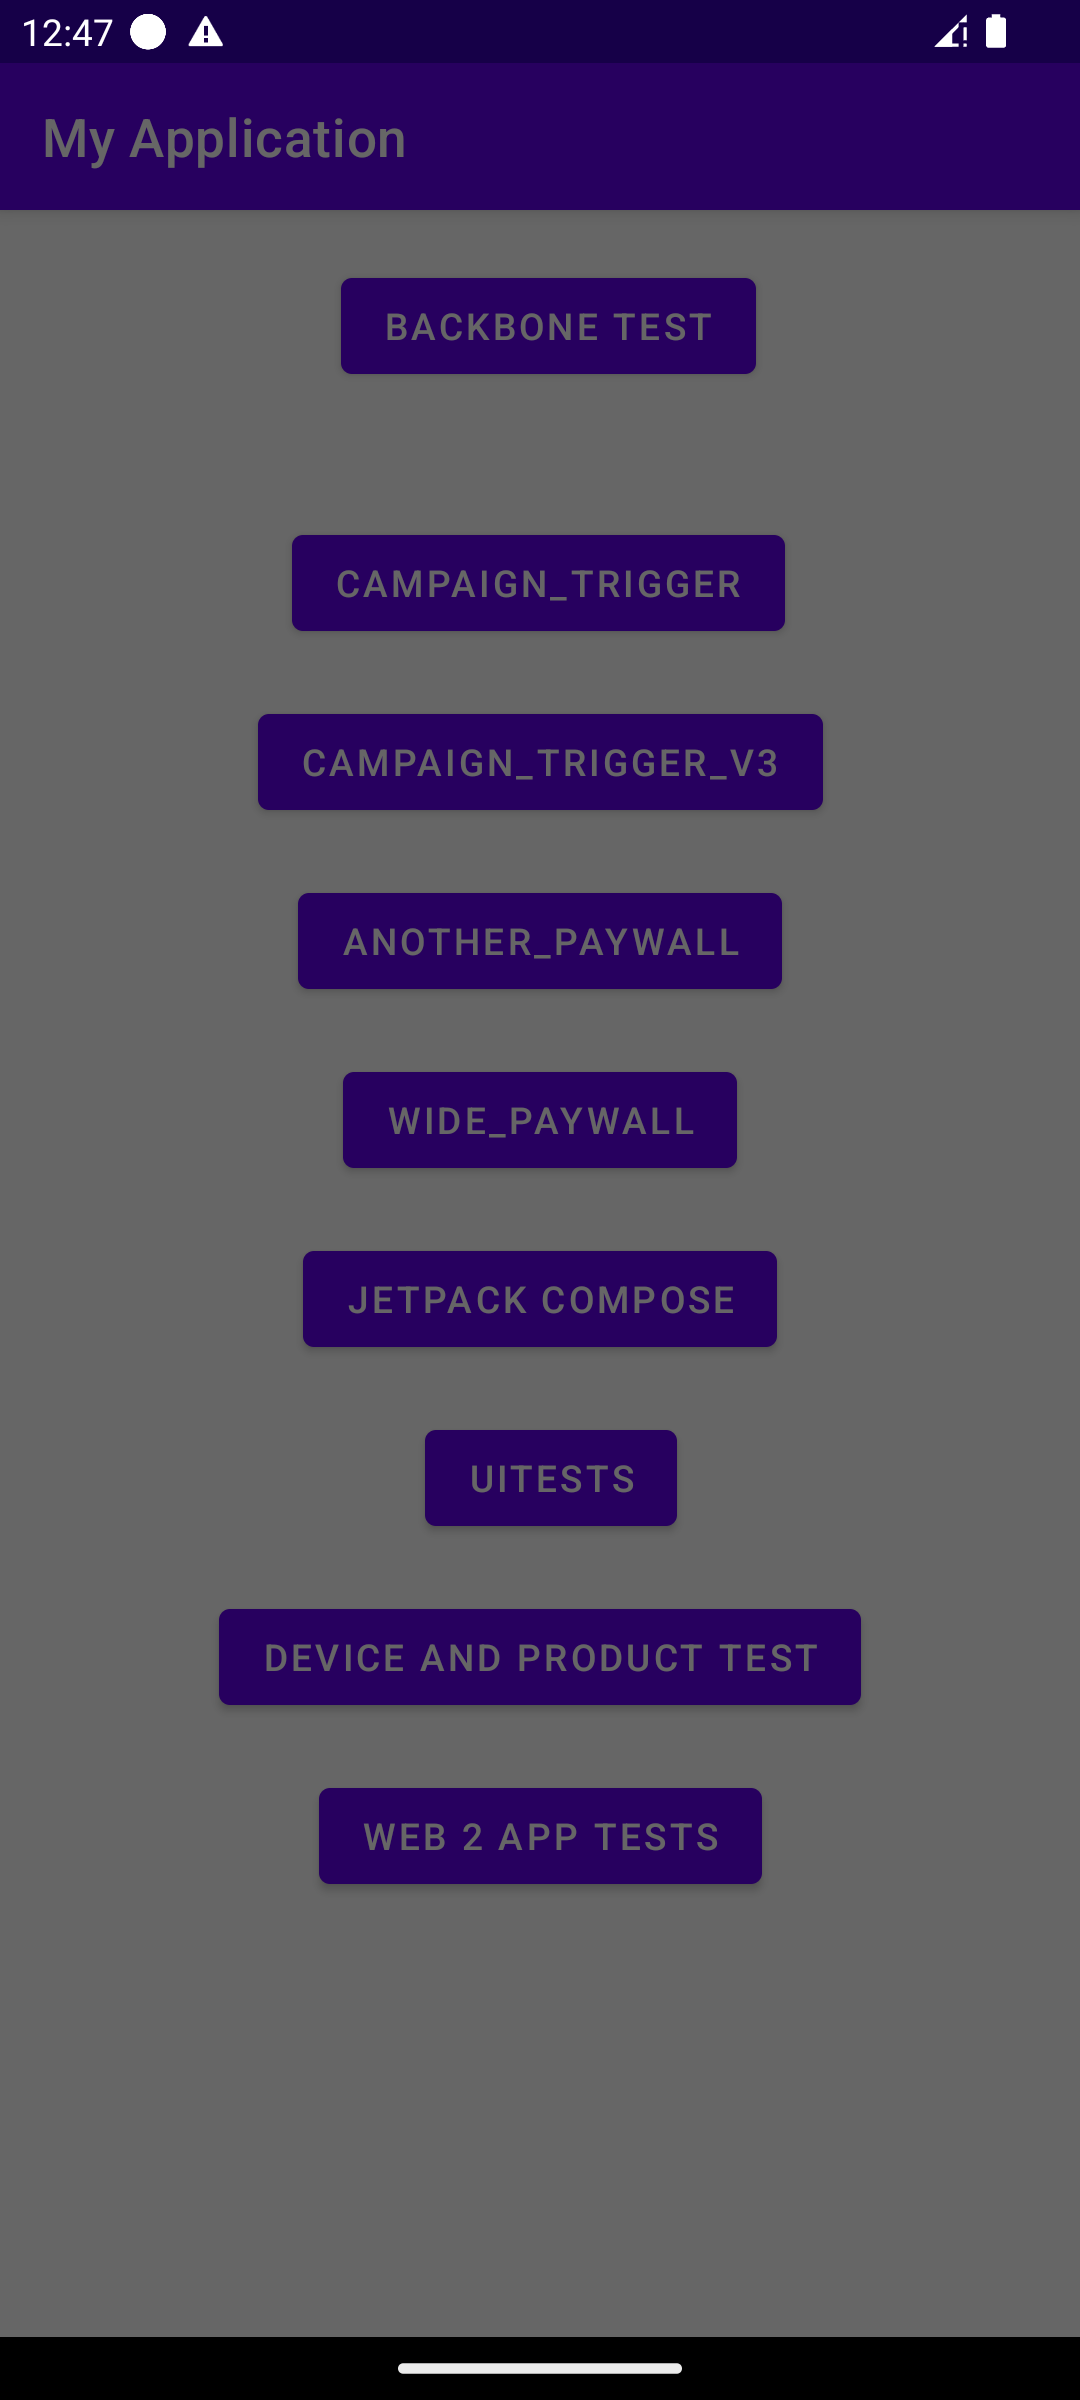 12:47
My Application
BACKBONE TEST
CAMPAIGN_TRIGGER
CAMPAIGN_TRIGGER_V3
ANOTHER_PAYWALL
WIDE_PAYWALL
JETPACK COMPOSE
UITESTS
DEVICE AND PRODUCT TEST
WEB 2 APP TESTS